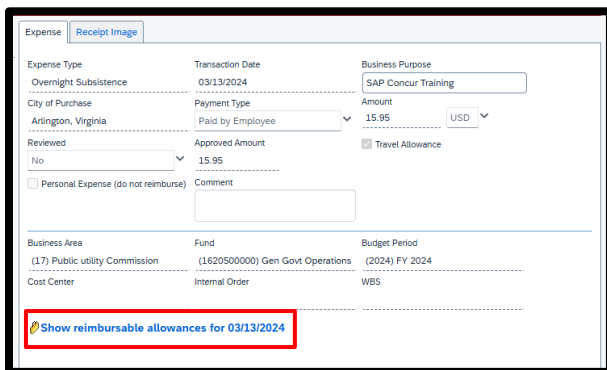 Expense Receipt Image
Expense Type Transaction Date Business Purpose
Overnight Subsistence 03/13/2024 SAP Concur Training
City of Purchase Payment Type Amount
Arlington, Virginia Paid by Employee 15.95 USD
Reviewed Approved Amount Travel Allowance
No 15.95
Personal Expense (do not reimburse) Comment
Business Area Fund Budget Period
(17) Public utility Commission (1620500000) Gen Govt Operations (2024) FY 2024
Cost Center Internal Order WBS
Show reimbursable allowances for 03/13/2024